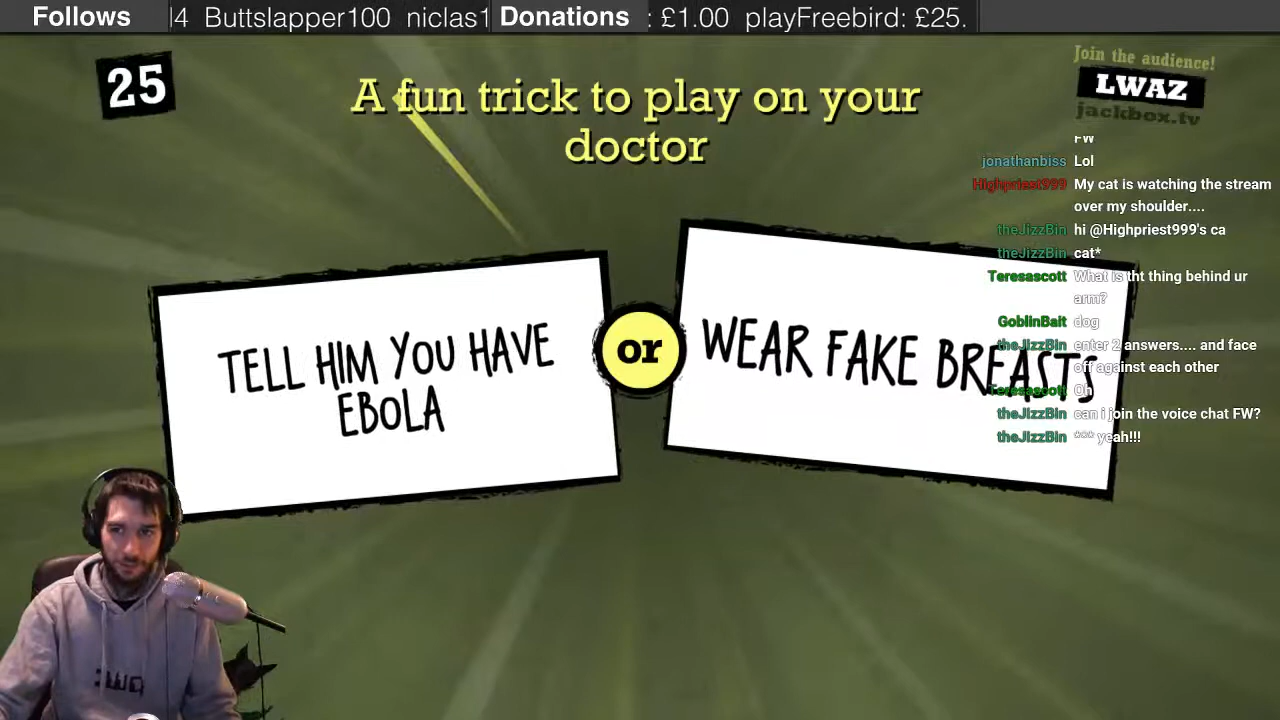 Follows l4 Buttslapper100 niclas1 Donations : £1.00 playFreebird: £25.
25
A fun trick to play on your
doctor
Join the audience!
LWAZ
jackbox.tv
TELL HIM YOU HAVE
EBOLA
or
WEAR FAKE BREASTS
FW
jonathanbiss Lol
Highpriest999 My cat is watching the stream
over my shoulder....
theJIzzBin hi @Highpriest999's ca
theJIzzBin cat*
Teresascott What is tht thing behind ur
arm?
GoblinBait dog
theJIzzBin enter 2 answers.... and face
off against each other
Teresascott Oh
theJIzzBin can i join the voice chat FW?
theJIzzBin *** yeah!!!